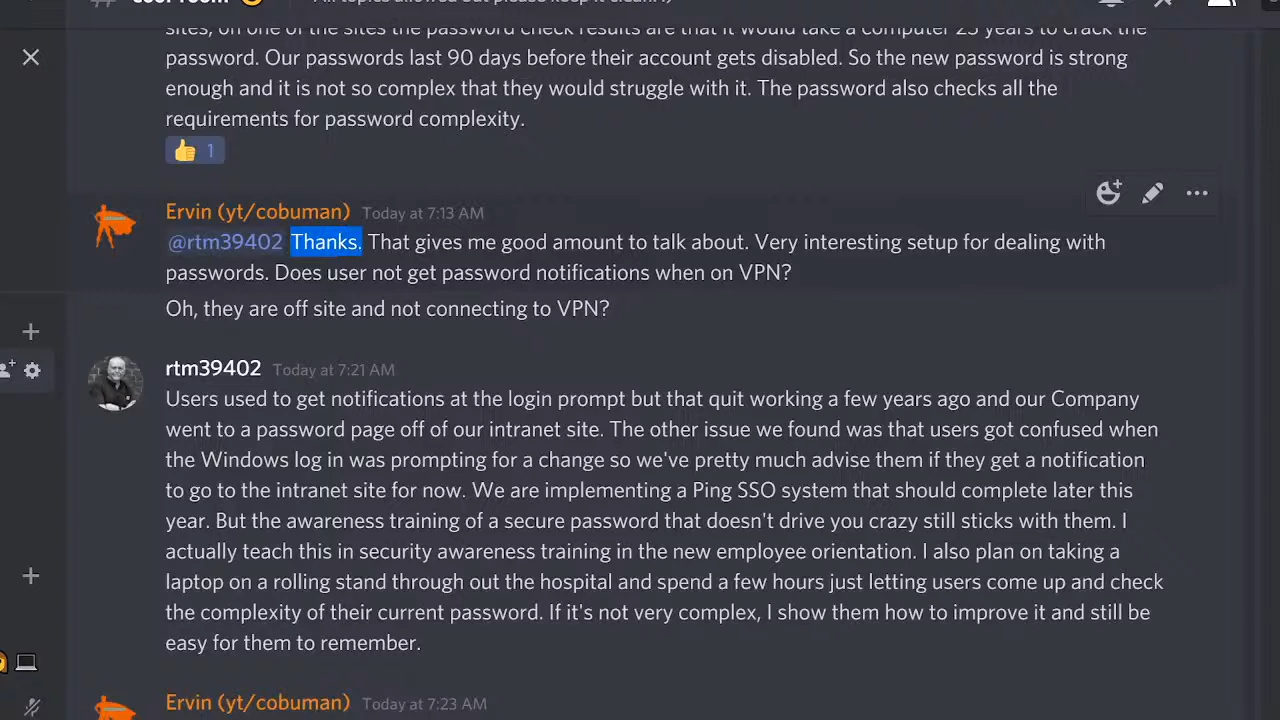 sites, on one of the sites the password check results are that it would take a computer 25 years to crack the
password. Our passwords last 90 days before their account gets disabled. So the new password is strong
enough and it is not so complex that they would struggle with it. The password also checks all the
requirements for password complexity.
👍 1
Ervin (yt/cobuman) Today at 7:13 AM
@rtm39402 Thanks. That gives me good amount to talk about. Very interesting setup for dealing with
passwords. Does user not get password notifications when on VPN?
Oh, they are off site and not connecting to VPN?
rtm39402 Today at 7:21 AM
Users used to get notifications at the login prompt but that quit working a few years ago and our Company
went to a password page off of our intranet site. The other issue we found was that users got confused when
the Windows log in was prompting for a change so we've pretty much advise them if they get a notification
to go to the intranet site for now. We are implementing a Ping SSO system that should complete later this
year. But the awareness training of a secure password that doesn't drive you crazy still sticks with them. I
actually teach this in security awareness training in the new employee orientation. I also plan on taking a
laptop on a rolling stand through out the hospital and spend a few hours just letting users come up and check
the complexity of their current password. If it's not very complex, I show them how to improve it and still be
easy for them to remember.
Ervin (yt/cobuman) Today at 7:23 AM